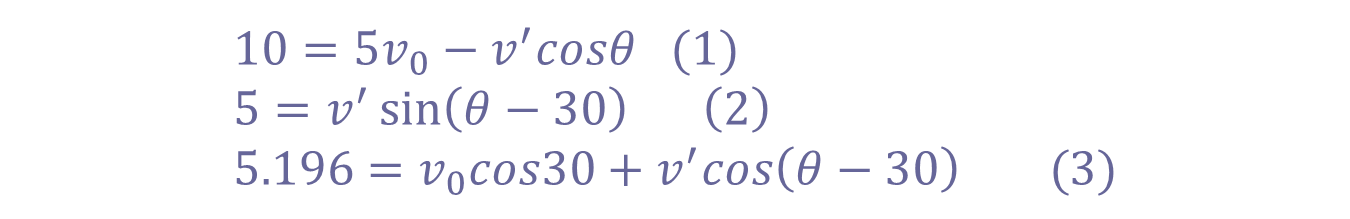 10 = 5v₀ − v′cosθ (1)
5 = v′ sin(θ − 30) (2)
5.196 = v₀cos30 + v′cos(θ − 30) (3)